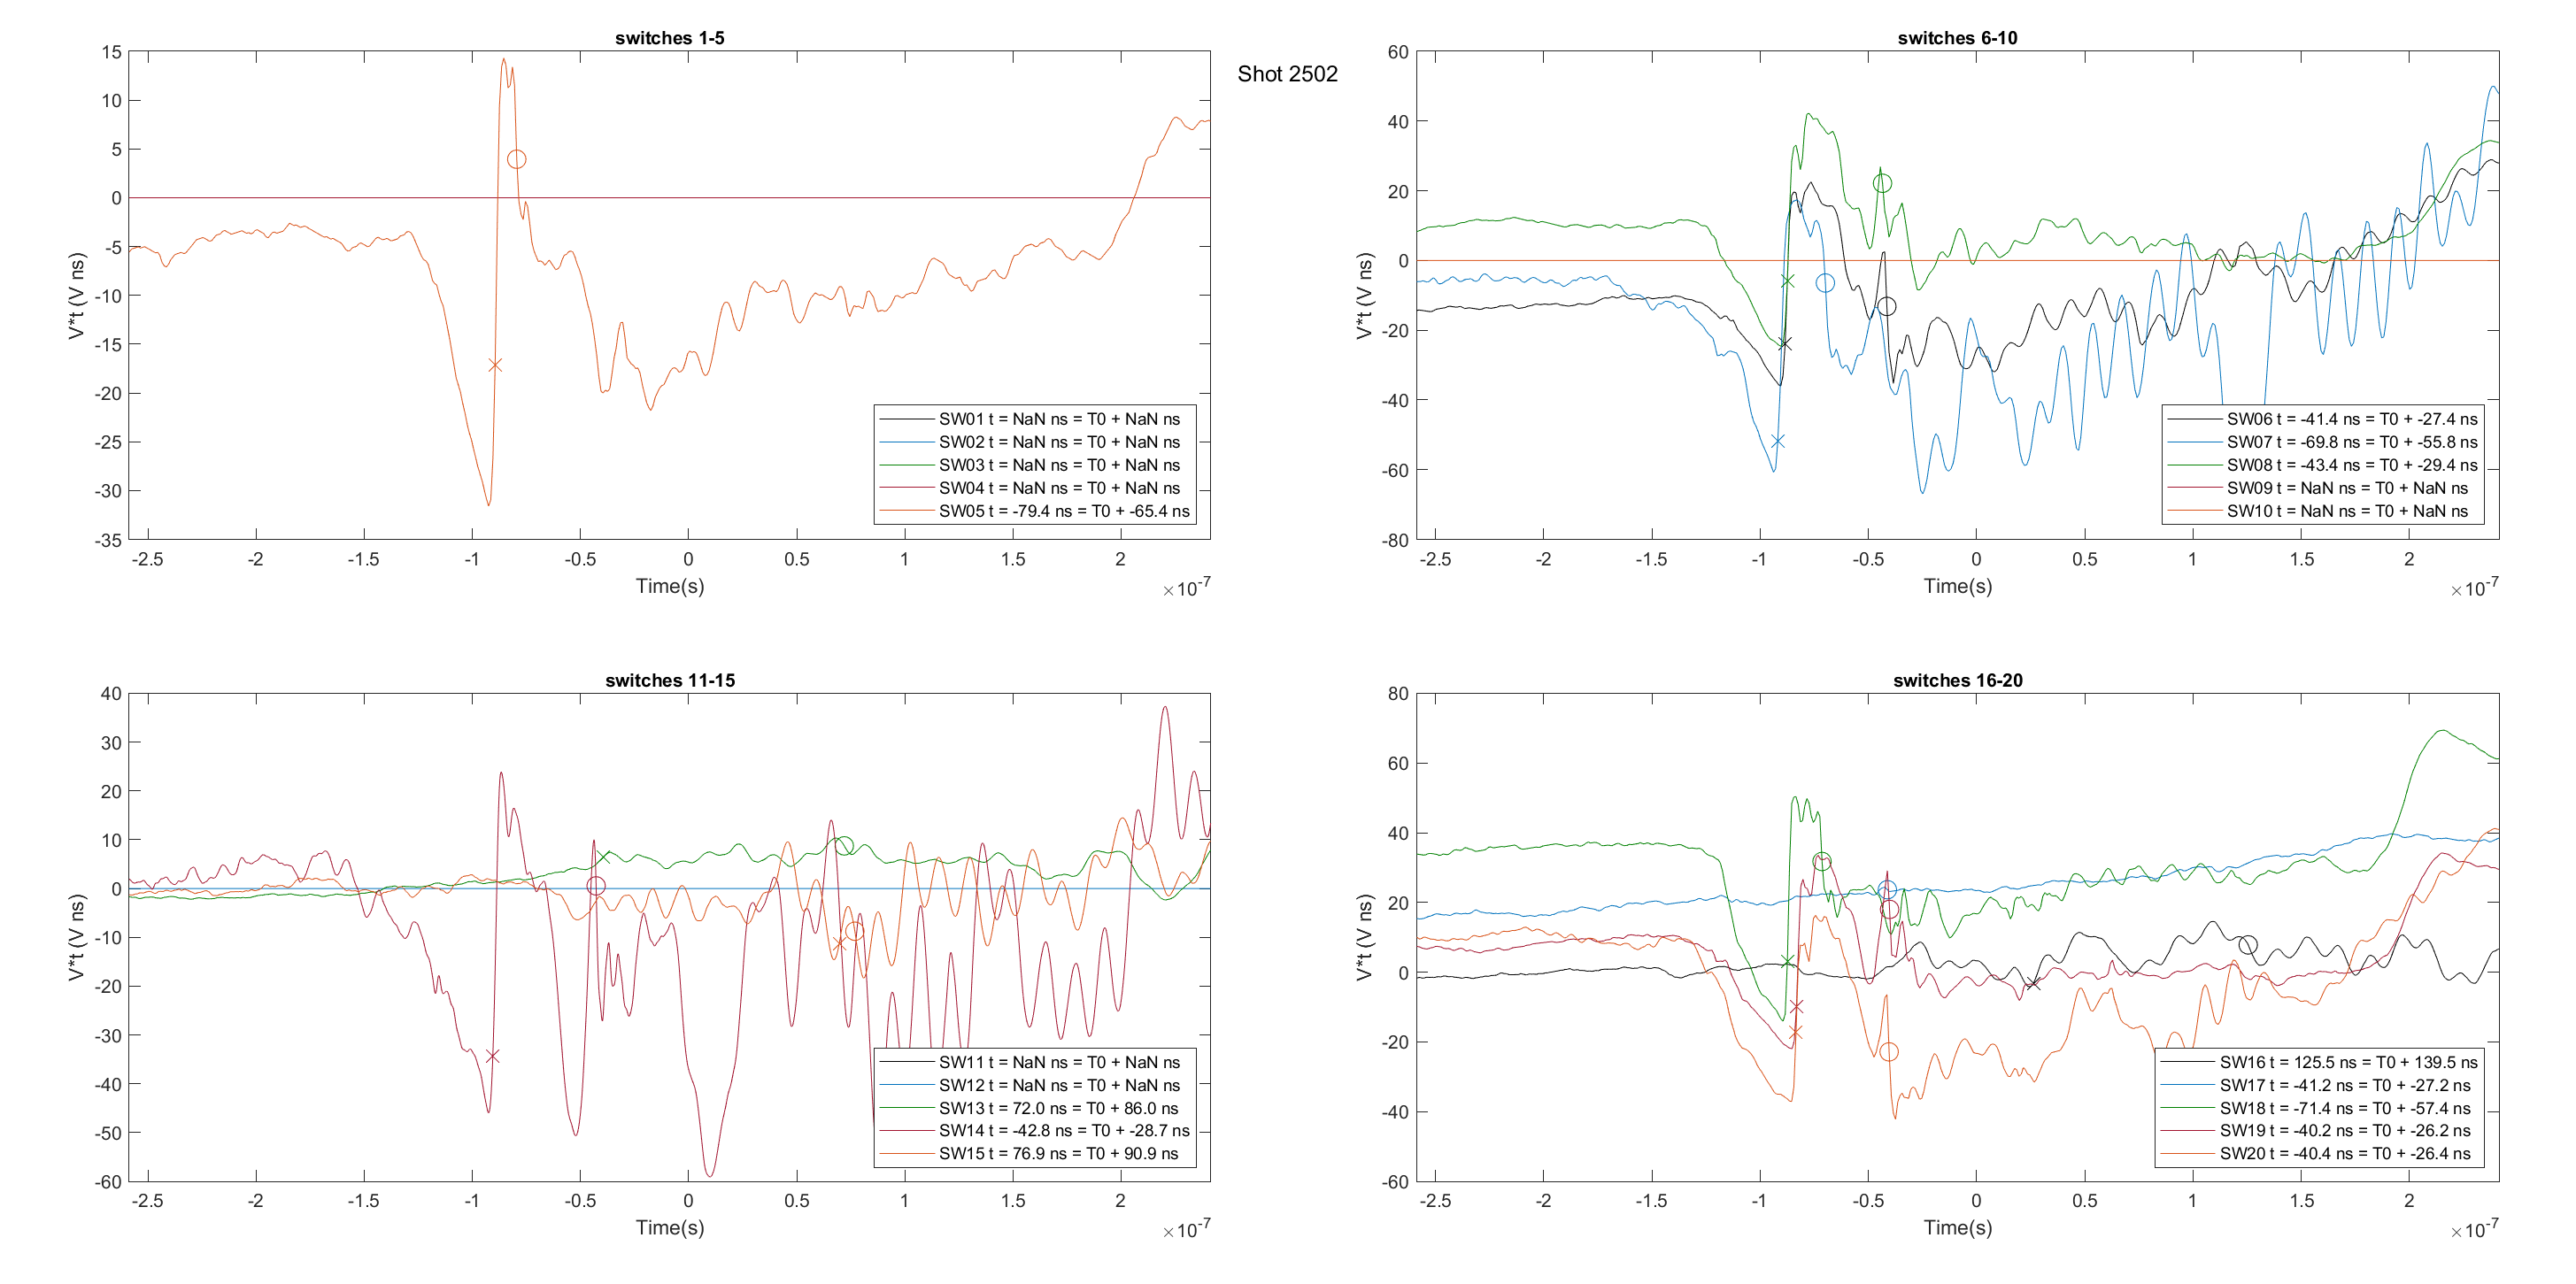 switches 1-5
15
10
5
0
-5
-10
-15
-20
-25
-30
-35
V*t (V ns)
-2.5 -2 -1.5 -1 -0.5 0 0.5 1 1.5 2
Time(s)
×10-7
SW01 t = NaN ns = T0 + NaN ns
SW02 t = NaN ns = T0 + NaN ns
SW03 t = NaN ns = T0 + NaN ns
SW04 t = NaN ns = T0 + NaN ns
SW05 t = -79.4 ns = T0 + -65.4 ns
Shot 2502
switches 6-10
60
40
20
0
-20
-40
-60
-80
V*t (V ns)
-2.5 -2 -1.5 -1 -0.5 0 0.5 1 1.5 2
Time(s)
×10-7
SW06 t = -41.4 ns = T0 + -27.4 ns
SW07 t = -69.8 ns = T0 + -55.8 ns
SW08 t = -43.4 ns = T0 + -29.4 ns
SW09 t = NaN ns = T0 + NaN ns
SW10 t = NaN ns = T0 + NaN ns
switches 11-15
40
30
20
10
0
-10
-20
-30
-40
-50
-60
V*t (V ns)
-2.5 -2 -1.5 -1 -0.5 0 0.5 1 1.5 2
Time(s)
×10-7
SW11 t = NaN ns = T0 + NaN ns
SW12 t = NaN ns = T0 + NaN ns
SW13 t = 72.0 ns = T0 + 86.0 ns
SW14 t = -42.8 ns = T0 + -28.7 ns
SW15 t = 76.9 ns = T0 + 90.9 ns
switches 16-20
80
60
40
20
0
-20
-40
-60
V*t (V ns)
-2.5 -2 -1.5 -1 -0.5 0 0.5 1 1.5 2
Time(s)
×10-7
SW16 t = 125.5 ns = T0 + 139.5 ns
SW17 t = -41.2 ns = T0 + -27.2 ns
SW18 t = -71.4 ns = T0 + -57.4 ns
SW19 t = -40.2 ns = T0 + -26.2 ns
SW20 t = -40.4 ns = T0 + -26.4 ns